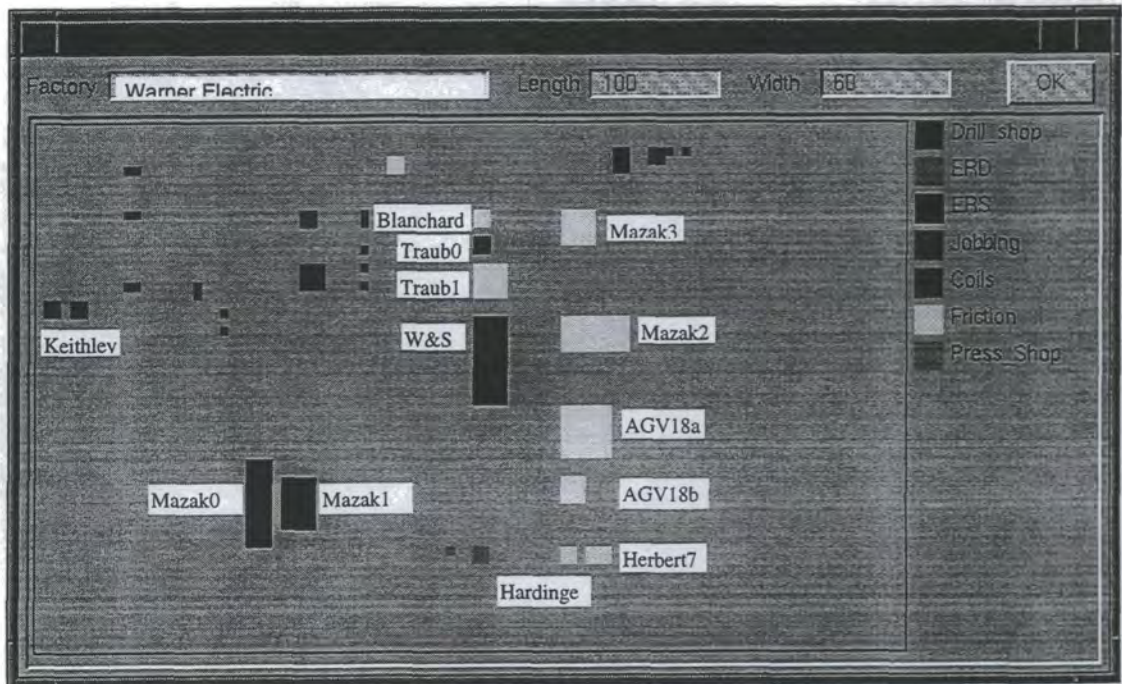 Factory Warner Electric Length 100 Width 60 OK
Drill_shop
ERD
ERS
Jobbing
Coils
Friction
Press_Shop
Blanchard
Mazak3
Traub0
Traub1
W&S
Mazak2
Keithley
AGV18a
Mazak0
Mazak1
AGV18b
Herbert7
Hardinge